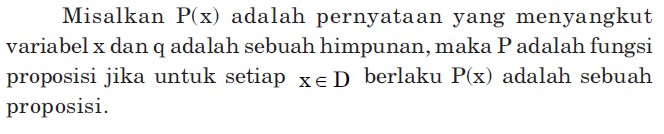 Misalkan P(x) adalah pernyataan yang menyangkut
variabel x dan q adalah sebuah himpunan, maka P adalah fungsi
proposisi jika untuk setiap x ∈ D berlaku P(x) adalah sebuah
proposisi.